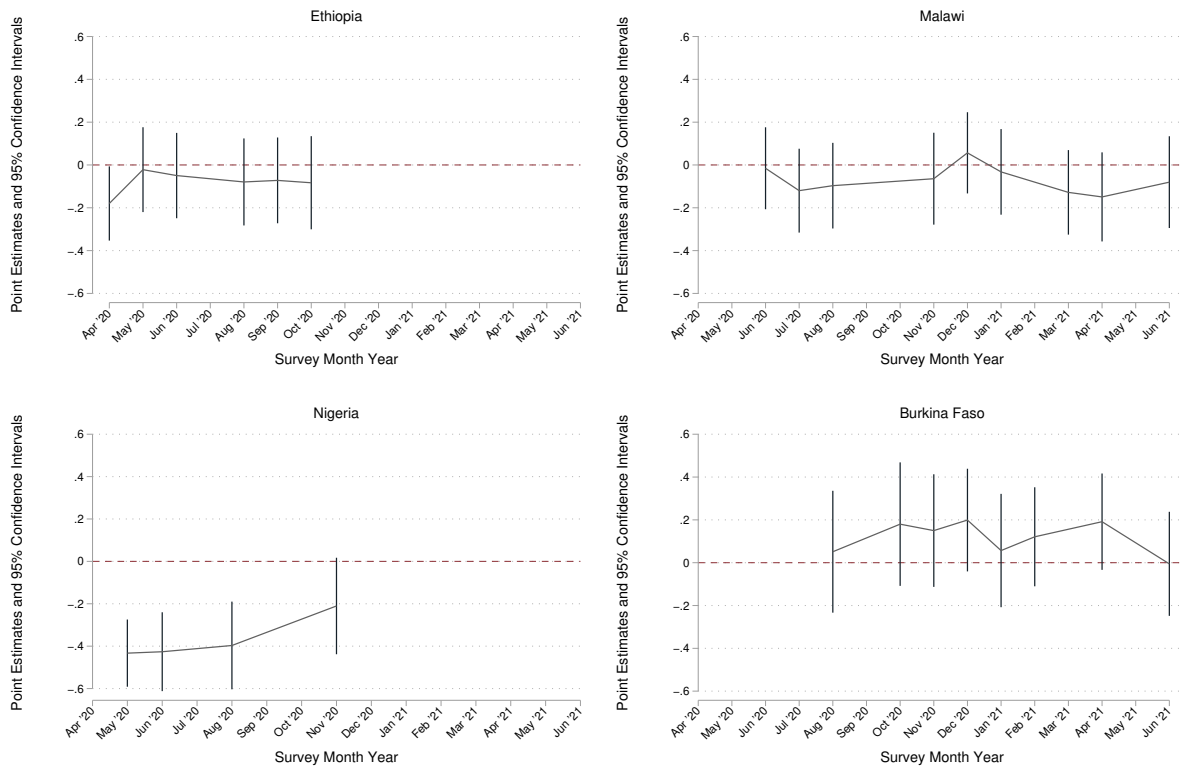 Ethiopia
Point Estimates and 95% Confidence Intervals
.6
.4
.2
0
−.2
−.4
−.6
Apr '20
May '20
Jun '20
Jul '20
Aug '20
Sep '20
Oct '20
Nov '20
Dec '20
Jan '21
Feb '21
Mar '21
Apr '21
May '21
Jun '21
Survey Month Year
Malawi
Point Estimates and 95% Confidence Intervals
.6
.4
.2
0
−.2
−.4
−.6
Apr '20
May '20
Jun '20
Jul '20
Aug '20
Sep '20
Oct '20
Nov '20
Dec '20
Jan '21
Feb '21
Mar '21
Apr '21
May '21
Jun '21
Survey Month Year
Nigeria
Point Estimates and 95% Confidence Intervals
.6
.4
.2
0
−.2
−.4
−.6
Apr '20
May '20
Jun '20
Jul '20
Aug '20
Sep '20
Oct '20
Nov '20
Dec '20
Jan '21
Feb '21
Mar '21
Apr '21
May '21
Jun '21
Survey Month Year
Burkina Faso
Point Estimates and 95% Confidence Intervals
.6
.4
.2
0
−.2
−.4
−.6
Apr '20
May '20
Jun '20
Jul '20
Aug '20
Sep '20
Oct '20
Nov '20
Dec '20
Jan '21
Feb '21
Mar '21
Apr '21
May '21
Jun '21
Survey Month Year